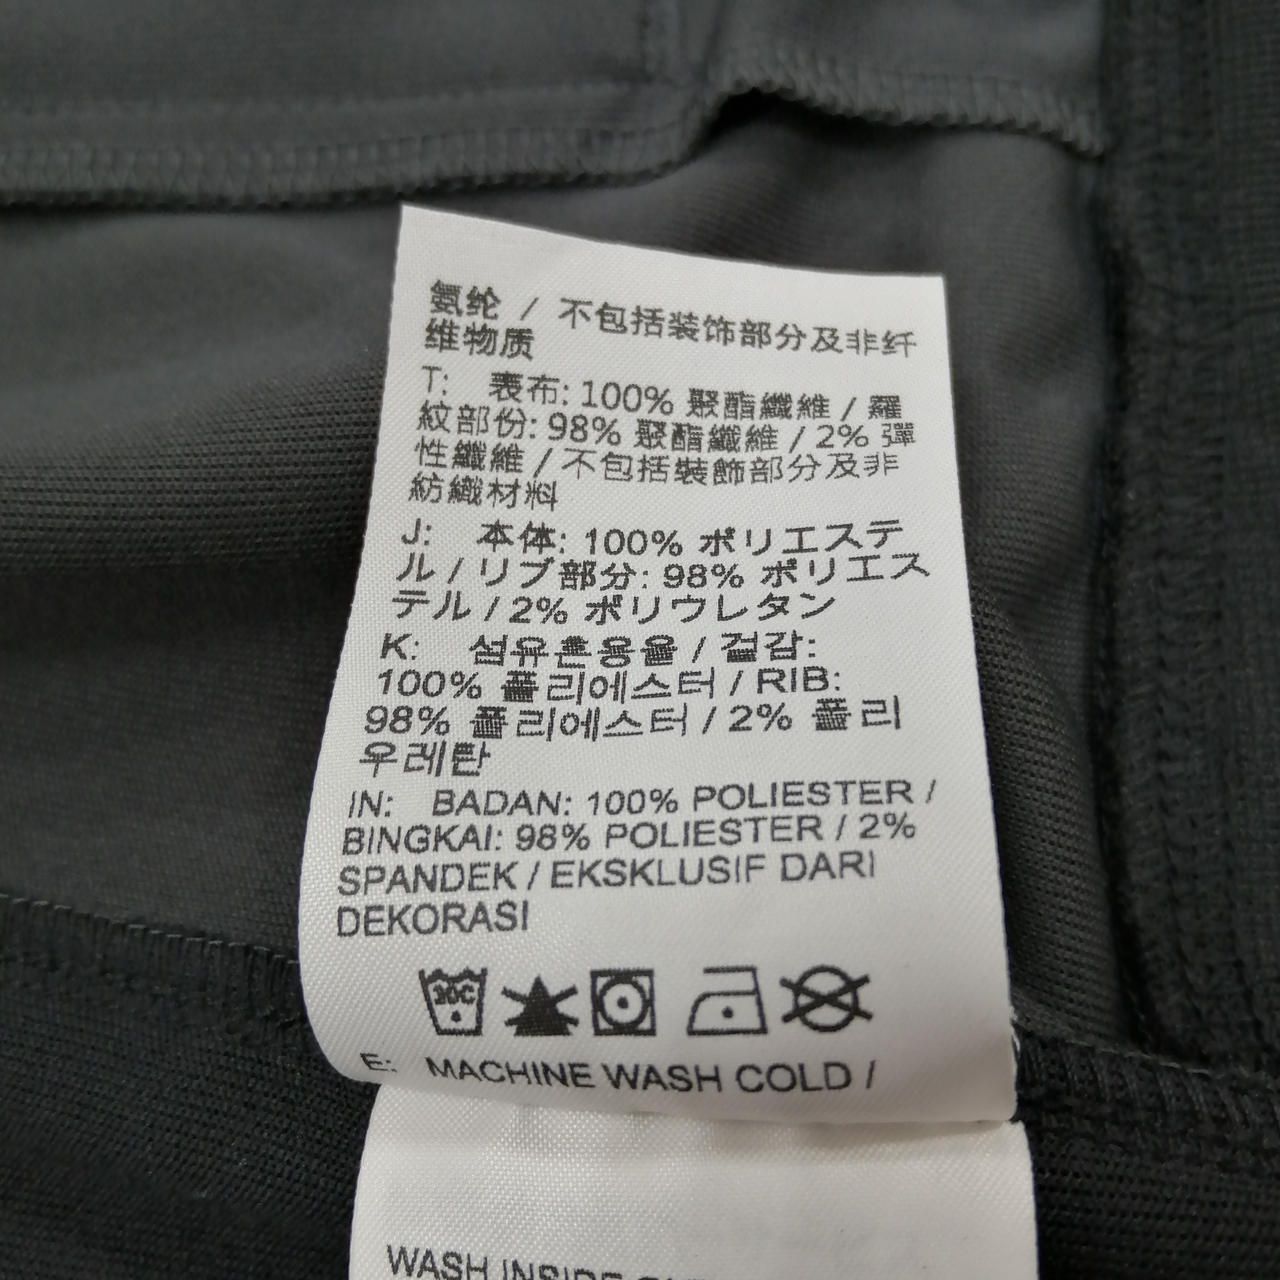 氨纶 / 不包括装饰部分及非纤
维物质
T: 表布: 100% 聚酯纖維 / 羅
紋部份: 98% 聚酯纖維 / 2% 彈
性纖維 / 不包括裝飾部分及非
紡織材料
J: 本体: 100% ポリエステ
ル / リブ部分: 98% ポリエス
テル / 2% ポリウレタン
K: 섬유혼용율 / 겉감:
100% 폴리에스터 / RIB:
98% 폴리에스터 / 2% 폴리
우레탄
IN: BADAN: 100% POLIESTER /
BINGKAI: 98% POLIESTER / 2%
SPANDEK / EKSKLUSIF DARI
DEKORASI
30C
E: MACHINE WASH COLD /
WASH INSIDE